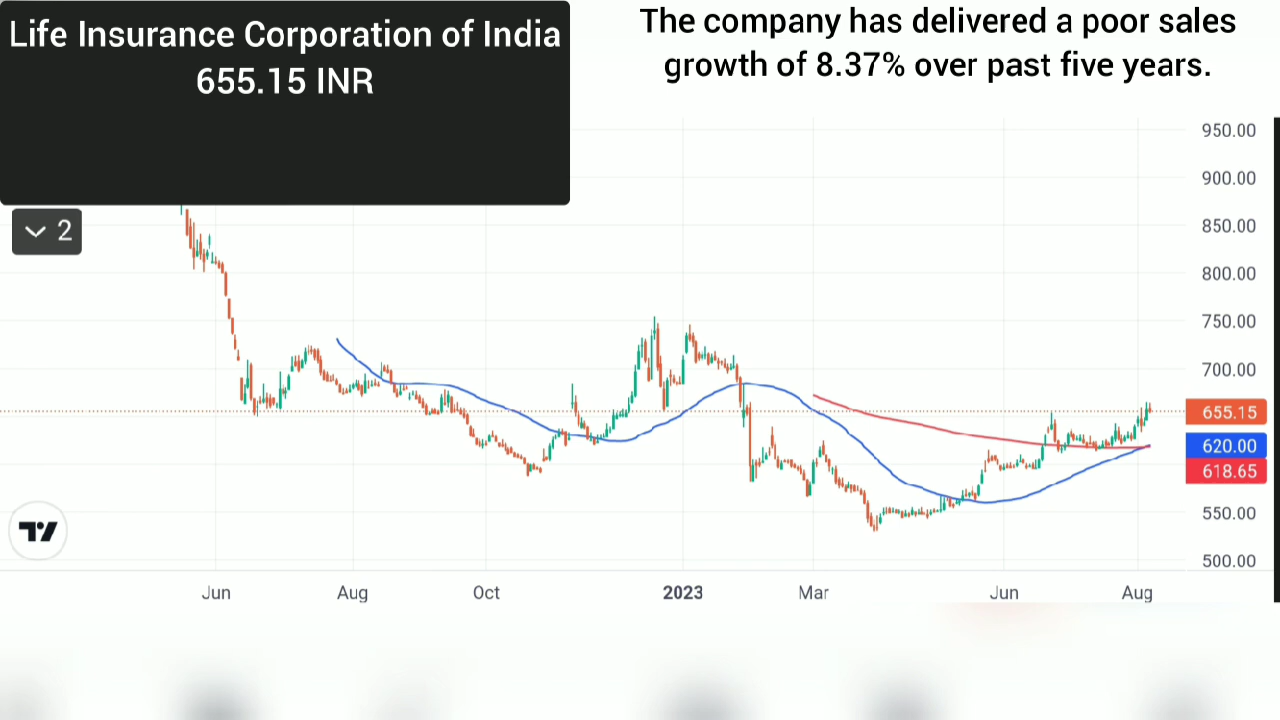 Life Insurance Corporation of India
655.15 INR
The company has delivered a poor sales
growth of 8.37% over past five years.
2
950.00
900.00
850.00
800.00
750.00
700.00
655.15
620.00
618.65
550.00
500.00
Jun Aug Oct 2023 Mar Jun Aug